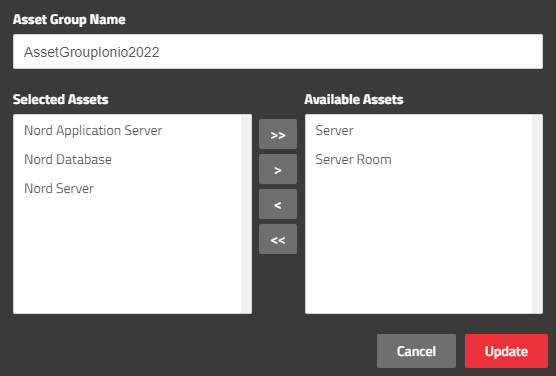 Asset Group Name
AssetGroupIonio2022
Selected Assets
Available Assets
Nord Application Server
Nord Database
Nord Server
>>
>
<
<<
Server
Server Room
Cancel
Update